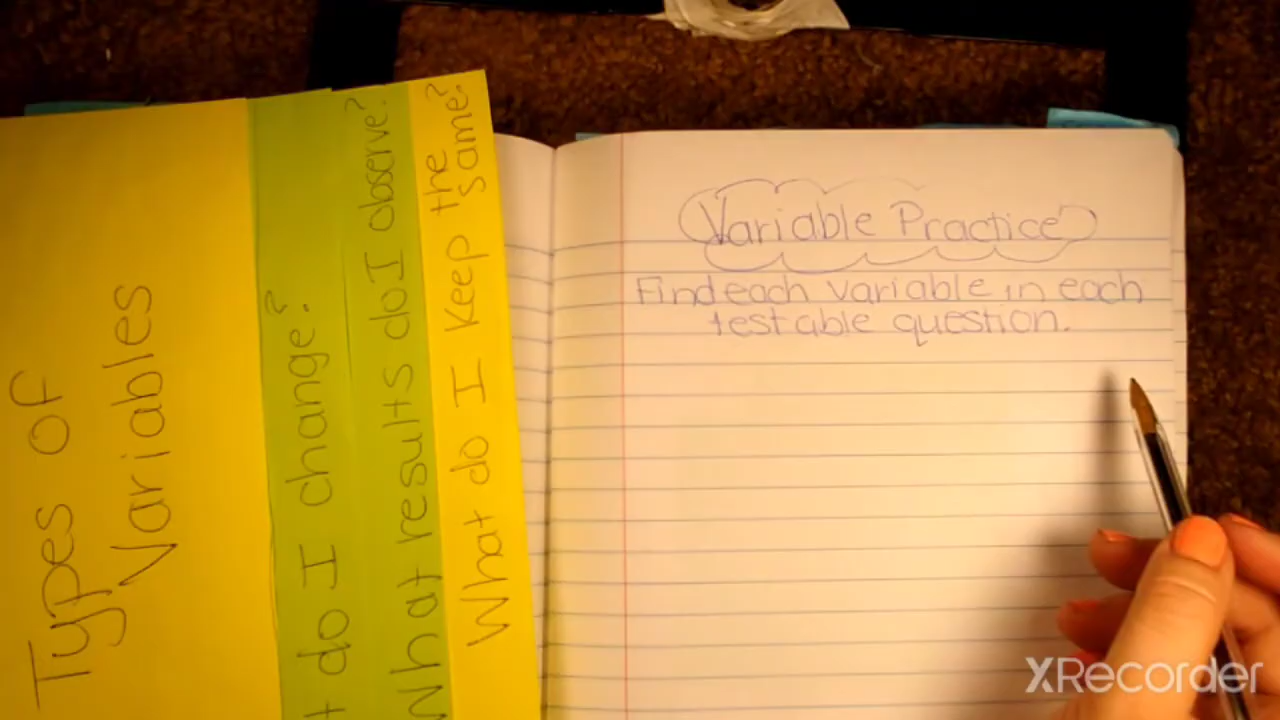 Types of
Variables
t do I change?
What results do I observe?
What do I keep the
same?
Variable Practice
Find each variable in each
testable question.
XRecorder